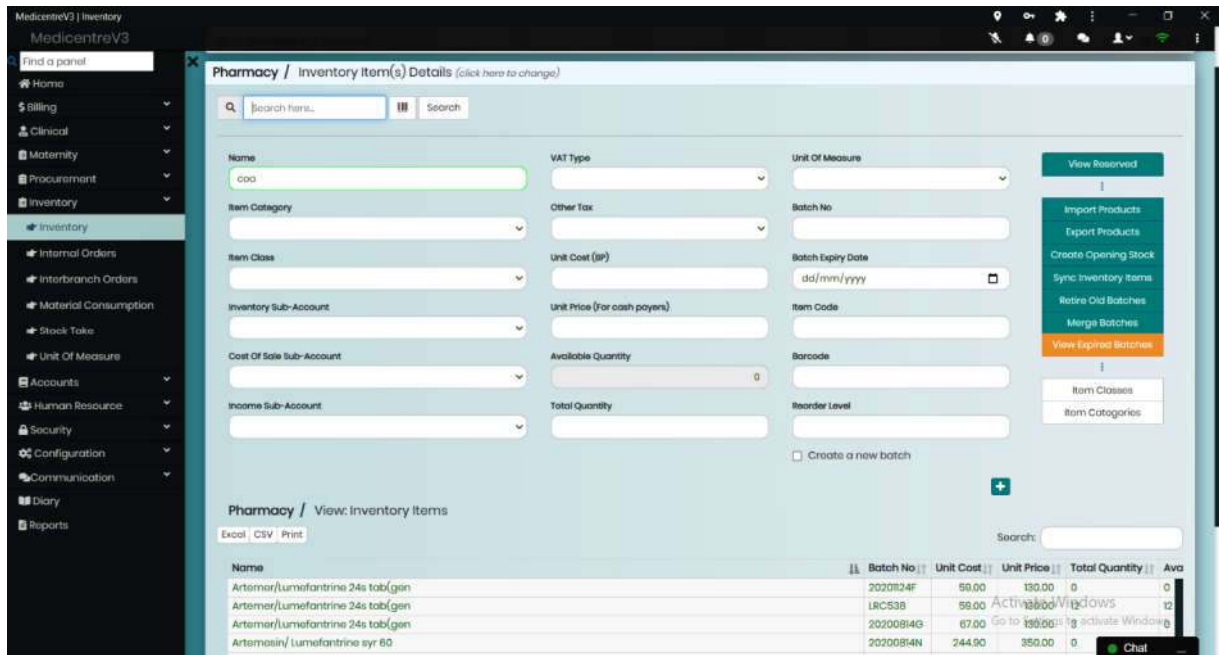 MedicentreV3 | Inventory
MedicentreV3
0
Find a panel
Home
$ Billing
Clinical
Maternity
Procurement
Inventory
Inventory
Internal Orders
Interbranch Orders
Material Consumption
Stock Take
Unit Of Measure
Accounts
Human Resource
Security
Configuration
Communication
Diary
Reports
Pharmacy / Inventory Item(s) Details (click here to change)
Search here... Search
Name VAT Type Unit Of Measure
coa
Item Category Other Tax Batch No
Item Class Unit Cost (BP) Batch Expiry Date
dd/mm/yyyy
Inventory Sub-Account Unit Price (For cash payers) Item Code
Cost Of Sale Sub-Account Available Quantity Barcode
0
Income Sub-Account Total Quantity Reorder Level
Create a new batch
View Reserved
Import Products
Export Products
Create Opening Stock
Sync Inventory Items
Retire Old Batches
Merge Batches
View Expired Batches
Item Classes
Item Categories
Pharmacy / View: Inventory Items
Excel CSV Print Search:
Name Batch No Unit Cost Unit Price Total Quantity Ava
Artemer/Lumefantrine 24s tab(gen 20201124F 59.00 130.00 0 0
Artemer/Lumefantrine 24s tab(gen LRC538 59.00 130.00 12 12
Artemer/Lumefantrine 24s tab(gen 20200814G 67.00 130.00
Artemosin/ Lumefantrine syr 60 20200814N 244.90 350.00 0
Activate Windows
Go to Settings to activate Windows.
Chat